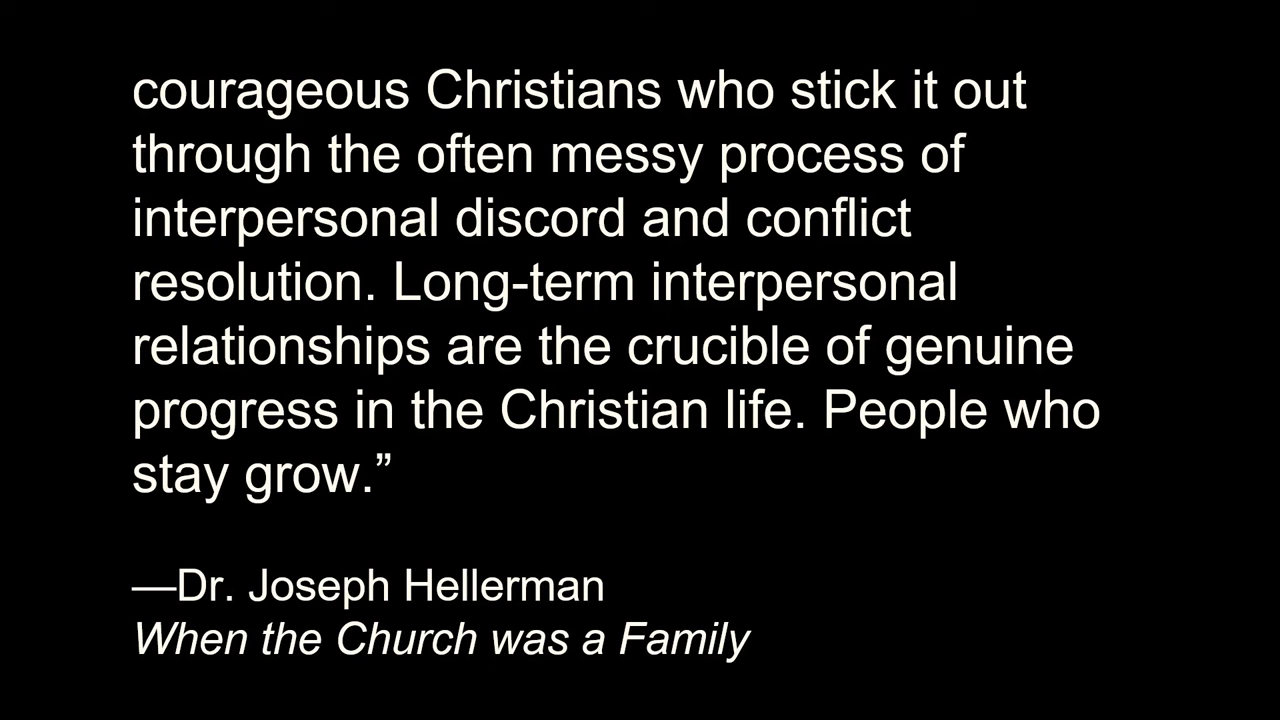 courageous Christians who stick it out
through the often messy process of
interpersonal discord and conflict
resolution. Long-term interpersonal
relationships are the crucible of genuine
progress in the Christian life. People who
stay grow.”
—Dr. Joseph Hellerman
When the Church was a Family